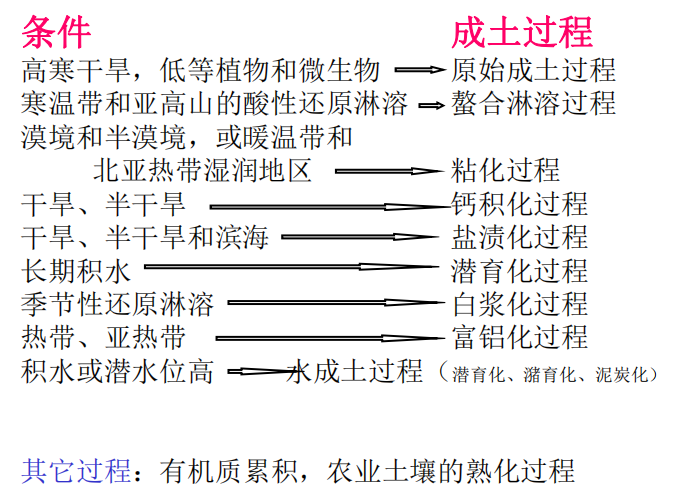 条件 成土过程
高寒干旱，低等植物和微生物 原始成土过程
寒温带和亚高山的酸性还原淋溶 螯合淋溶过程
漠境和半漠境，或暖温带和
北亚热带湿润地区 粘化过程
干旱、半干旱 钙积化过程
干旱、半干旱和滨海 盐渍化过程
长期积水 潜育化过程
季节性还原淋溶 白浆化过程
热带、亚热带 富铝化过程
积水或潜水位高 水成土过程（潜育化、潴育化、泥炭化）
其它过程：有机质累积，农业土壤的熟化过程